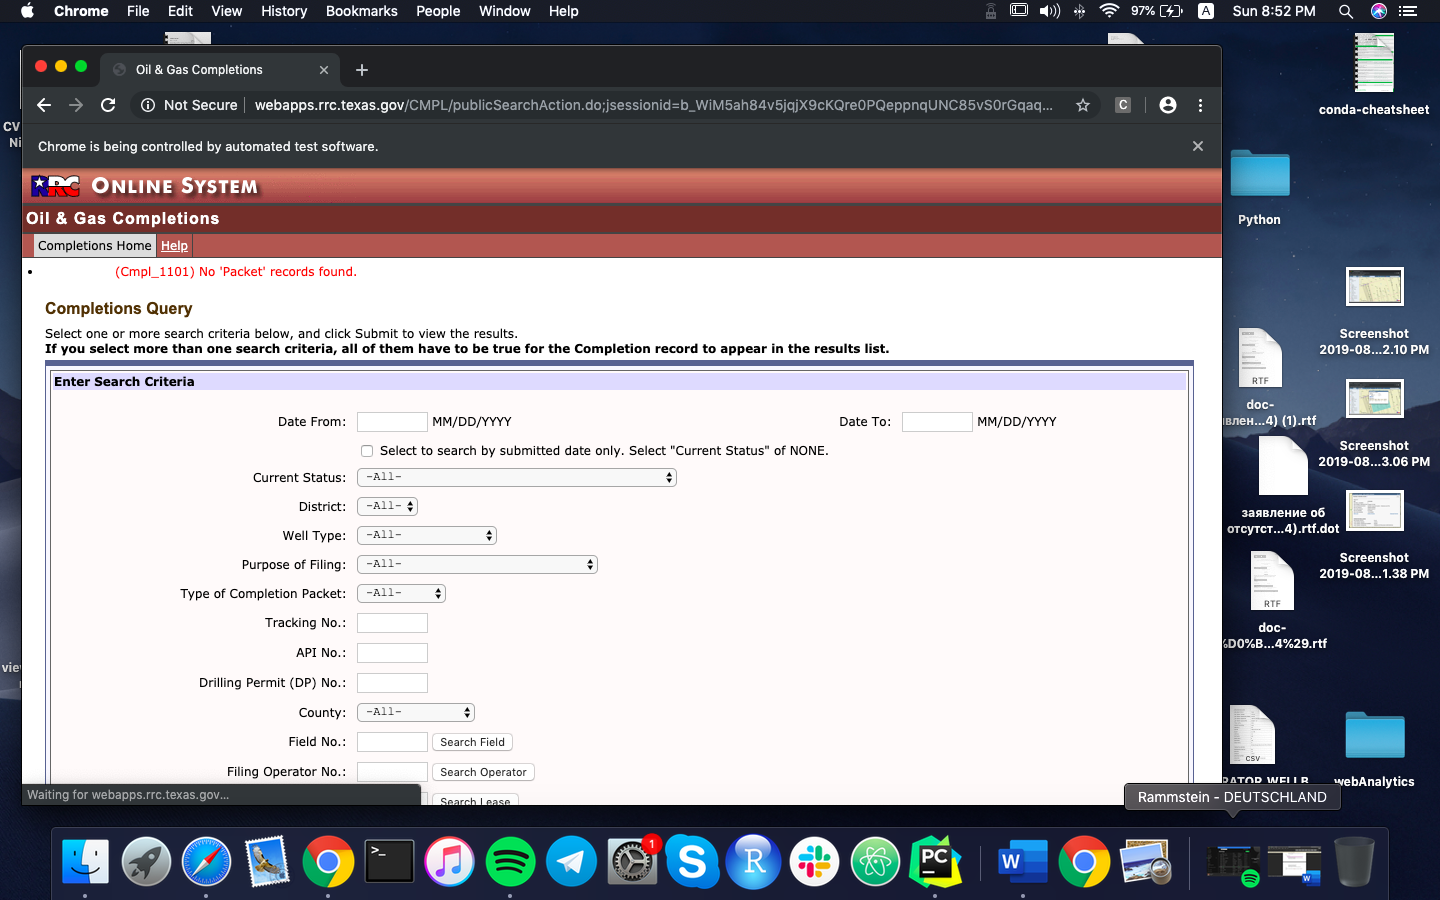 Chrome File Edit View History Bookmarks People Window Help 97% A Sun 8:52 PM
Oil & Gas Completions
Not Secure webapps.rrc.texas.gov/CMPL/publicSearchAction.do;jsessionid=b_WiM5ah84v5jqjX9cKQre0PQeppnqUNC85vS0rGqaq... C
Chrome is being controlled by automated test software.
RRC ONLINE SYSTEM
Oil & Gas Completions
Completions Home Help
(Cmpl_1101) No 'Packet' records found.
Completions Query
Select one or more search criteria below, and click Submit to view the results.
If you select more than one search criteria, all of them have to be true for the Completion record to appear in the results list.
Enter Search Criteria
Date From: MM/DD/YYYY Date To: MM/DD/YYYY
Select to search by submitted date only. Select "Current Status" of NONE.
Current Status: -All-
District: -All-
Well Type: -All-
Purpose of Filing: -All-
Type of Completion Packet: -All-
Tracking No.:
API No.:
Drilling Permit (DP) No.:
County: -All-
Field No.: Search Field
Filing Operator No.: Search Operator
Search Lease
Waiting for webapps.rrc.texas.gov...
CV
Ni
view
conda-cheatsheet
Python
Screenshot
2019-08...2.10 PM
RTF
doc-
влен...4) (1).rtf
Screenshot
2019-08...3.06 PM
заявление об
отсутст...4).rtf.dot
Screenshot
2019-08...1.38 PM
RTF
doc-
%D0%B...4%29.rtf
CSV
RATOR_WELLB
webAnalytics
Rammstein - DEUTSCHLAND
>_
1
S
R
PC
W
W